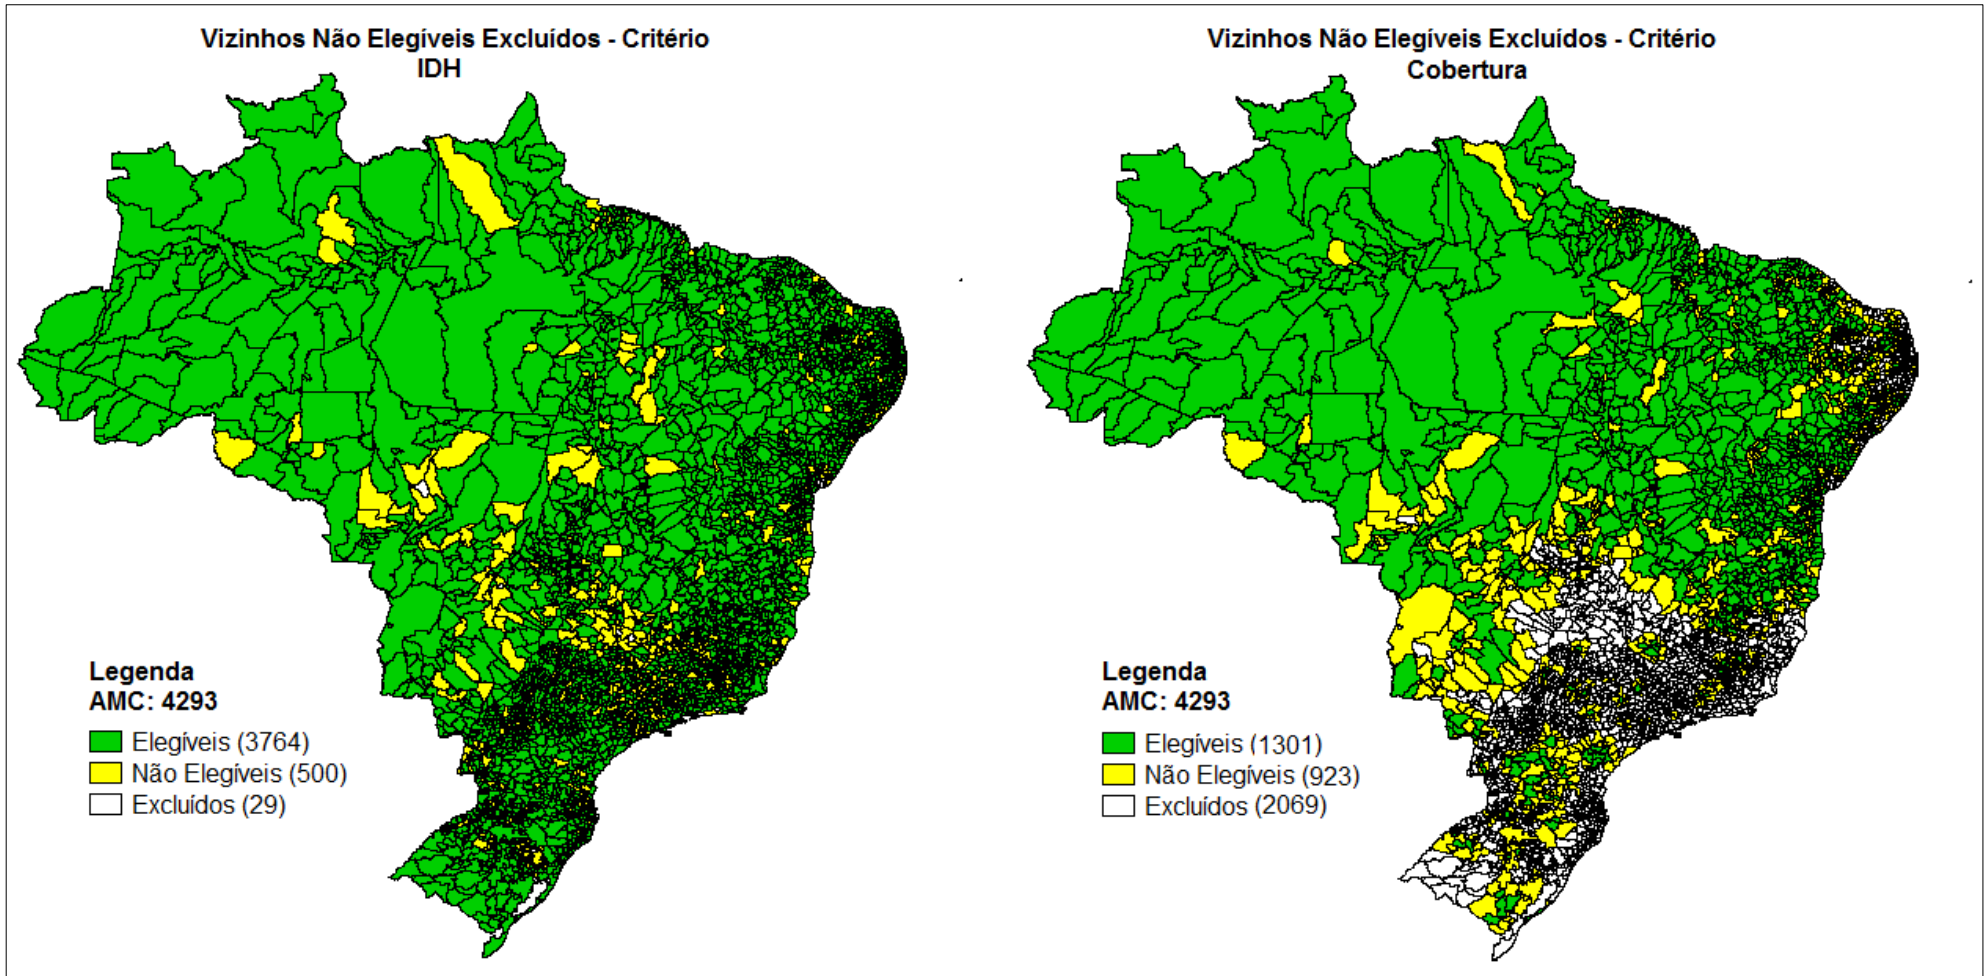 Vizinhos Não Elegíveis Excluídos - Critério
IDH
Legenda
AMC: 4293
Elegíveis (3764)
Não Elegíveis (500)
Excluídos (29)
Vizinhos Não Elegíveis Excluídos - Critério
Cobertura
Legenda
AMC: 4293
Elegíveis (1301)
Não Elegíveis (923)
Excluídos (2069)